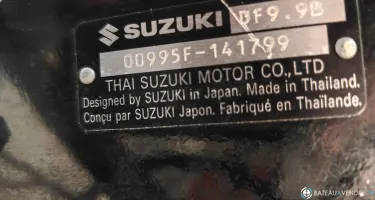 SUZUKI DF9.9B
00995F-141799
THAI SUZUKI MOTOR CO.,LTD
Designed by SUZUKI in Japan. Made in Thailand.
Conçu par SUZUKI Japon. Fabriqué en Thaïlande.